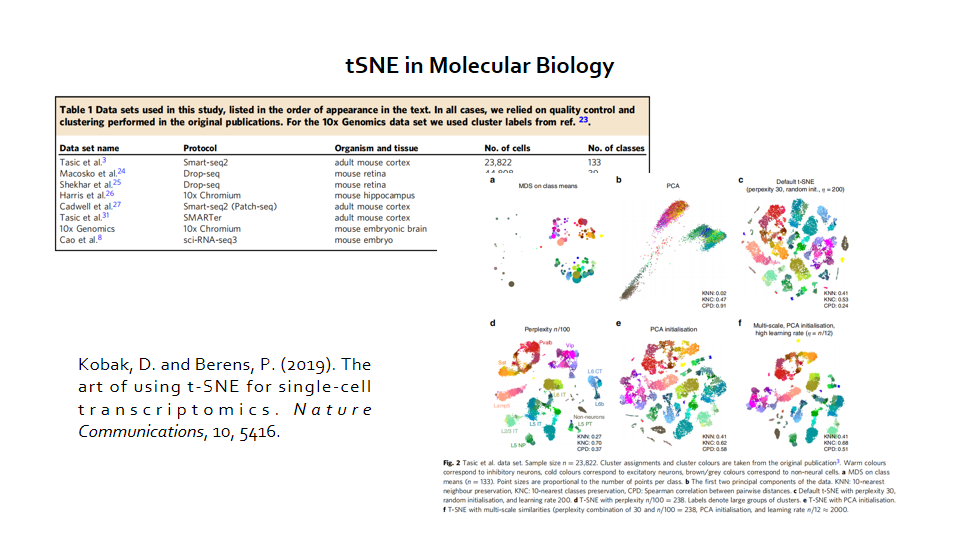 tSNE in Molecular Biology
Table 1 Data sets used in this study, listed in the order of appearance in the text. In all cases, we relied on quality control and
clustering performed in the original publications. For the 10x Genomics data set we used cluster labels from ref. 23.
Data set name Protocol Organism and tissue No. of cells No. of classes
Tasic et al.3 Smart-seq2 adult mouse cortex 23,822 133
Macosko et al.24 Drop-seq mouse retina
Shekhar et al.25 Drop-seq mouse retina
Harris et al.26 10x Chromium mouse hippocampus
Cadwell et al.27 Smart-seq2 (Patch-seq) adult mouse cortex
Tasic et al.31 SMARTer adult mouse cortex
10x Genomics 10x Chromium mouse embryonic brain
Cao et al.8 sci-RNA-seq3 mouse embryo
a MDS on class means
b PCA
KNN: 0.02
KNC: 0.47
CPD: 0.91
c Default t-SNE
(perpexity 30, random init., η = 200)
KNN: 0.41
KNC: 0.53
CPD: 0.24
d Perplexity n/100
Pvalb
Vip
Sst
L6 CT
Lamp5
L6 IT
L6b
Non-neurons
L5 IT
L5 PT
L2/3 IT
L5 NP
KNN: 0.27
KNC: 0.70
CPD: 0.37
e PCA initialisation
KNN: 0.41
KNC: 0.62
CPD: 0.58
f Multi-scale, PCA initialisation,
high learning rate (η = n/12)
KNN: 0.41
KNC: 0.68
CPD: 0.51
Kobak, D. and Berens, P. (2019). The
art of using t-SNE for single-cell
transcriptomics. Nature
Communications, 10, 5416.
Fig. 2 Tasic et al. data set. Sample size n = 23,822. Cluster assignments and cluster colours are taken from the original publication3. Warm colours
correspond to inhibitory neurons, cold colours correspond to excitatory neurons, brown/grey colours correspond to non-neural cells. a MDS on class
means (n = 133). Point sizes are proportional to the number of points per class. b The first two principal components of the data. KNN: 10-nearest
neighbour preservation, KNC: 10-nearest classes preservation, CPD: Spearman correlation between pairwise distances. c Default t-SNE with perplexity 30,
random initialisation, and learning rate 200. d T-SNE with perplexity n/100 = 238. Labels denote large groups of clusters. e T-SNE with PCA initialisation.
f T-SNE with multi-scale similarities (perplexity combination of 30 and n/100 = 238, PCA initialisation, and learning rate n/12 ≈ 2000.